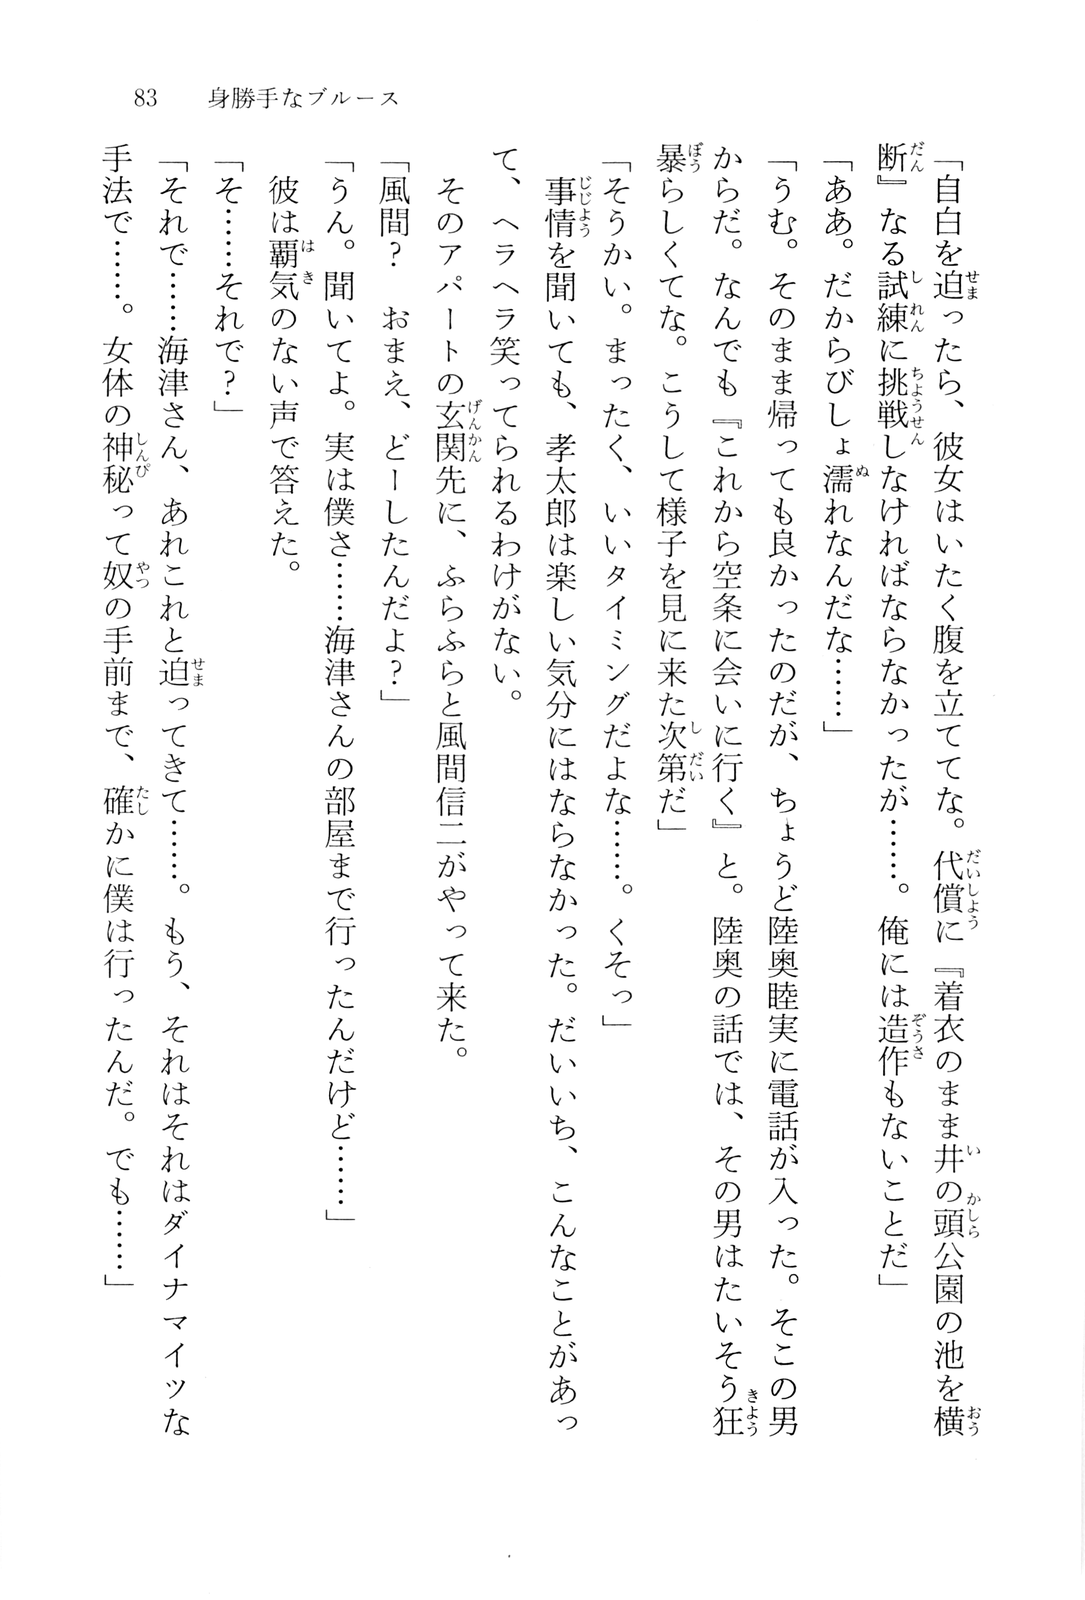 83　身勝手なブルース
「自白を迫ったら、彼女はいたく腹を立ててな。代償に『着衣のまま井の頭公園の池を横
断』なる試練に挑戦しなければならなかったが……。俺には造作もないことだ」
「ああ。だからびしょ濡れなんだな……」
「うむ。そのまま帰っても良かったのだが、ちょうど陸奥睦実に電話が入った。そこの男
からだ。なんでも『これから空条に会いに行く』と。陸奥の話では、その男はたいそう狂
暴らしくてな。こうして様子を見に来た次第だ」
「そうかい。まったく、いいタイミングだよな……。くそっ」
　事情を聞いても、孝太郎は楽しい気分にはならなかった。だいいち、こんなことがあっ
て、ヘラヘラ笑ってられるわけがない。
　そのアパートの玄関先に、ふらふらと風間信二がやって来た。
「風間？　おまえ、どーしたんだよ？」
「うん。聞いてよ。実は僕さ……海津さんの部屋まで行ったんだけど……」
　彼は覇気のない声で答えた。
「そ……それで？」
「それで……海津さん、あれこれと迫ってきて……。もう、それはそれはダイナマイツな
手法で……。女体の神秘って奴の手前まで、確かに僕は行ったんだ。でも……」